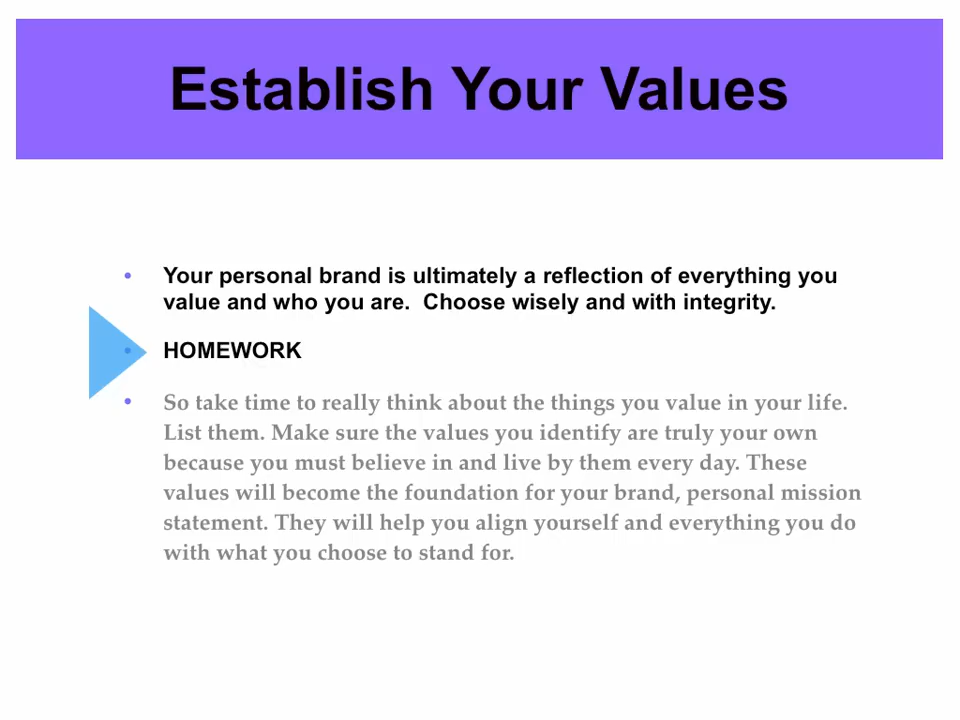 Establish Your Values
• Your personal brand is ultimately a reflection of everything you
value and who you are.  Choose wisely and with integrity.
• HOMEWORK
• So take time to really think about the things you value in your life.
List them. Make sure the values you identify are truly your own
because you must believe in and live by them every day. These
values will become the foundation for your brand, personal mission
statement. They will help you align yourself and everything you do
with what you choose to stand for.